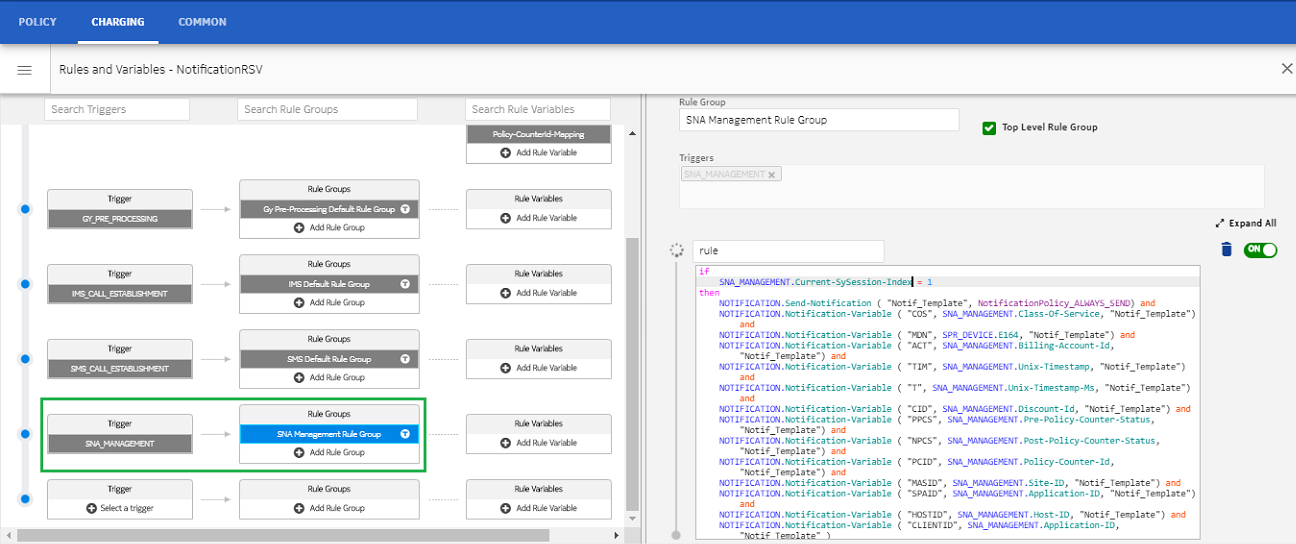 POLICY CHARGING COMMON
Rules and Variables - NotificationRSV
Search Triggers Search Rule Groups Search Rule Variables
Policy-CounterId-Mapping
Add Rule Variable
Trigger Rule Groups Rule Variables
GY_PRE_PROCESSING Gy Pre-Processing Default Rule Group T Add Rule Variable
Add Rule Group
Trigger Rule Groups Rule Variables
IMS_CALL_ESTABLISHMENT IMS Default Rule Group T Add Rule Variable
Add Rule Group
Trigger Rule Groups Rule Variables
SMS_CALL_ESTABLISHMENT SMS Default Rule Group T Add Rule Variable
Add Rule Group
Trigger Rule Groups Rule Variables
SNA_MANAGEMENT SNA Management Rule Group T Add Rule Variable
Add Rule Group
Trigger Rule Groups Rule Variables
Select a trigger Add Rule Group Add Rule Variable
Rule Group
SNA Management Rule Group
Top Level Rule Group
Triggers
SNA_MANAGEMENT
Expand All
rule
ON
if
SNA_MANAGEMENT.Current-SySession-Index = 1
then
NOTIFICATION.Send-Notification ( "Notif_Template", NotificationPolicy_ALWAYS_SEND) and
NOTIFICATION.Notification-Variable ( "COS", SNA_MANAGEMENT.Class-Of-Service, "Notif_Template")
and
NOTIFICATION.Notification-Variable ( "MDN", SPR_DEVICE.E164, "Notif_Template") and
NOTIFICATION.Notification-Variable ( "ACT", SNA_MANAGEMENT.Billing-Account-Id,
"Notif_Template") and
NOTIFICATION.Notification-Variable ( "TIM", SNA_MANAGEMENT.Unix-Timestamp, "Notif_Template")
and
NOTIFICATION.Notification-Variable ( "T", SNA_MANAGEMENT.Unix-Timestamp-Ms, "Notif_Template")
and
NOTIFICATION.Notification-Variable ( "CID", SNA_MANAGEMENT.Discount-Id, "Notif_Template") and
NOTIFICATION.Notification-Variable ( "PPCS", SNA_MANAGEMENT.Pre-Policy-Counter-Status,
"Notif_Template") and
NOTIFICATION.Notification-Variable ( "NPCS", SNA_MANAGEMENT.Post-Policy-Counter-Status,
"Notif_Template") and
NOTIFICATION.Notification-Variable ( "PCID", SNA_MANAGEMENT.Policy-Counter-Id,
"Notif_Template") and
NOTIFICATION.Notification-Variable ( "MASID", SNA_MANAGEMENT.Site-ID, "Notif_Template") and
NOTIFICATION.Notification-Variable ( "SPAID", SNA_MANAGEMENT.Application-ID, "Notif_Template")
and
NOTIFICATION.Notification-Variable ( "HOSTID", SNA_MANAGEMENT.Host-ID, "Notif_Template") and
NOTIFICATION.Notification-Variable ( "CLIENTID", SNA_MANAGEMENT.Application-ID,
"Notif_Template" )